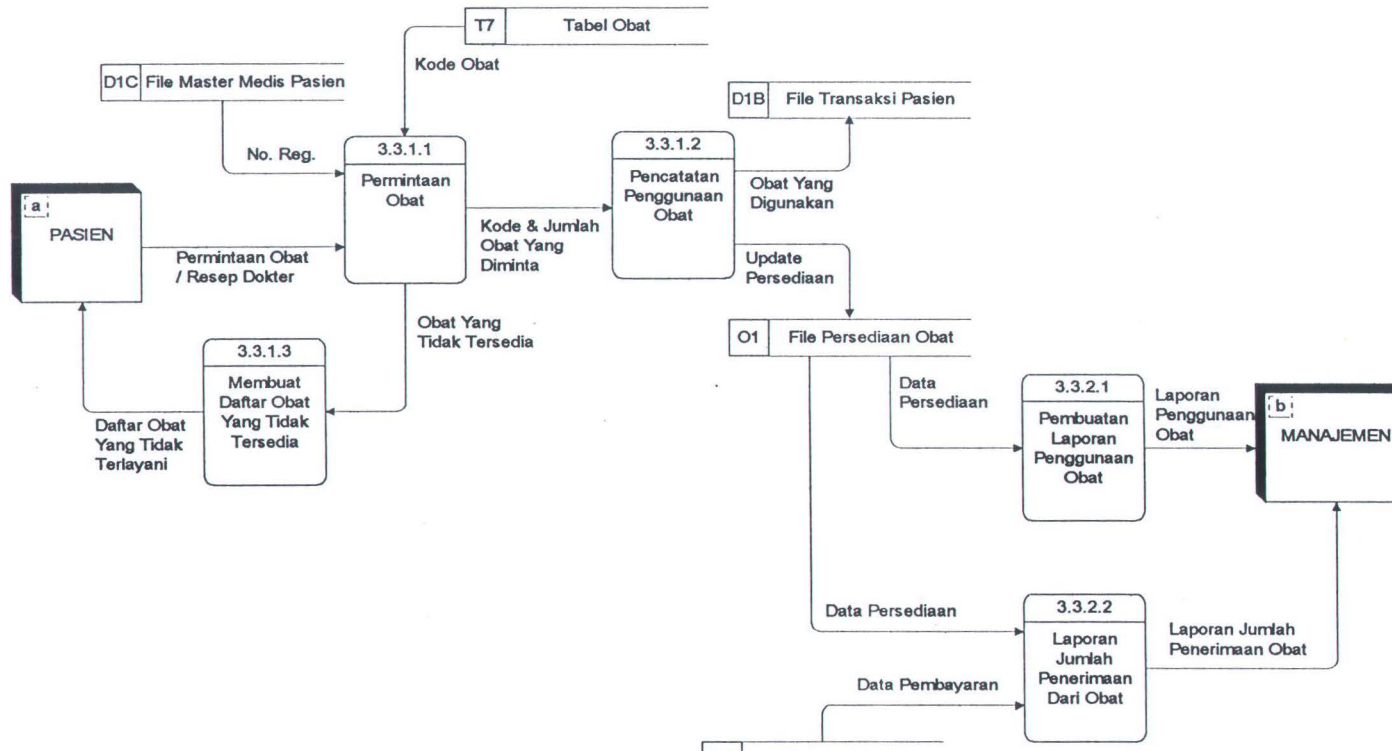 T7
Tabel Obat
Kode Obat
D1C
File Master Medis Pasien
No. Reg.
D1B
File Transaksi Pasien
3.3.1.1
Permintaan
Obat
3.3.1.2
Pencatatan
Penggunaan
Obat
Obat Yang
Digunakan
a
PASIEN
Permintaan Obat
/ Resep Dokter
Kode & Jumlah
Obat Yang
Diminta
Update
Persediaan
Obat Yang
Tidak Tersedia
O1
File Persediaan Obat
3.3.1.3
Membuat
Daftar Obat
Yang Tidak
Tersedia
Daftar Obat
Yang Tidak
Terlayani
Data
Persediaan
3.3.2.1
Pembuatan
Laporan
Penggunaan
Obat
Laporan
Penggunaan
Obat
b
MANAJEMEN
Data Persediaan
3.3.2.2
Laporan
Jumlah
Penerimaan
Dari Obat
Laporan Jumlah
Penerimaan Obat
Data Pembayaran